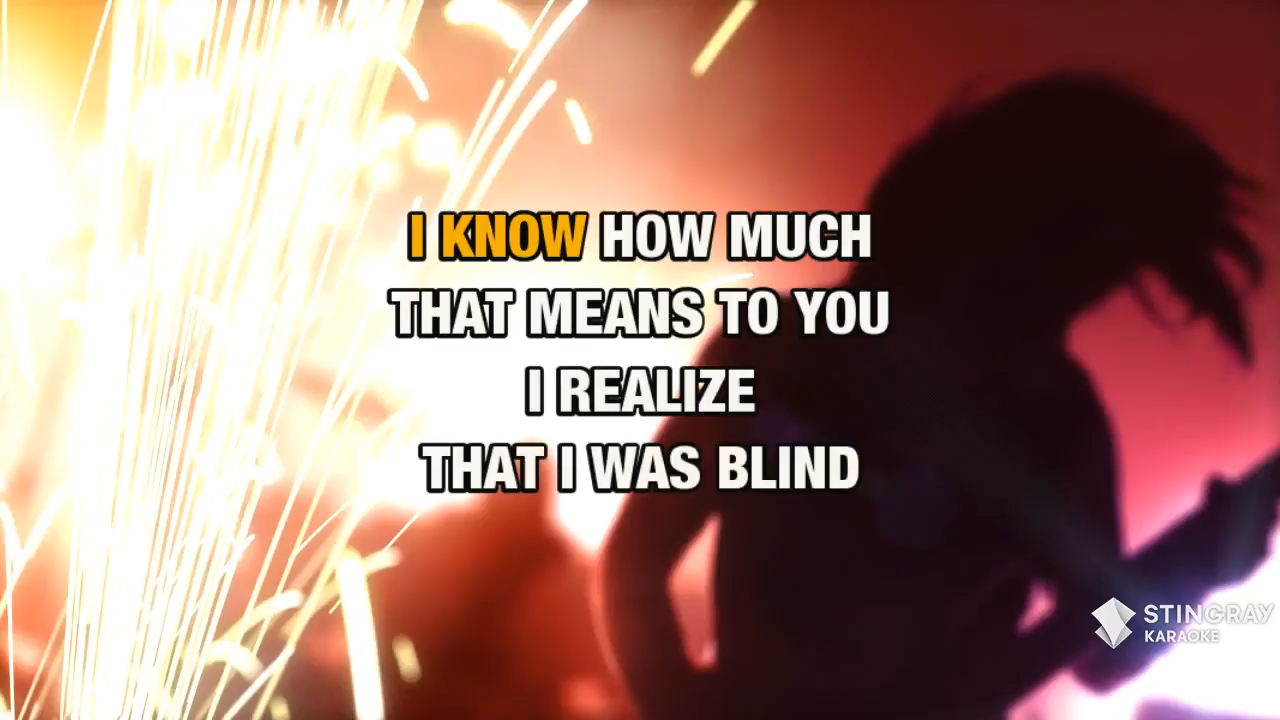 I KNOW HOW MUCH
THAT MEANS TO YOU
I REALIZE
THAT I WAS BLIND
STINGRAY
KARAOKE